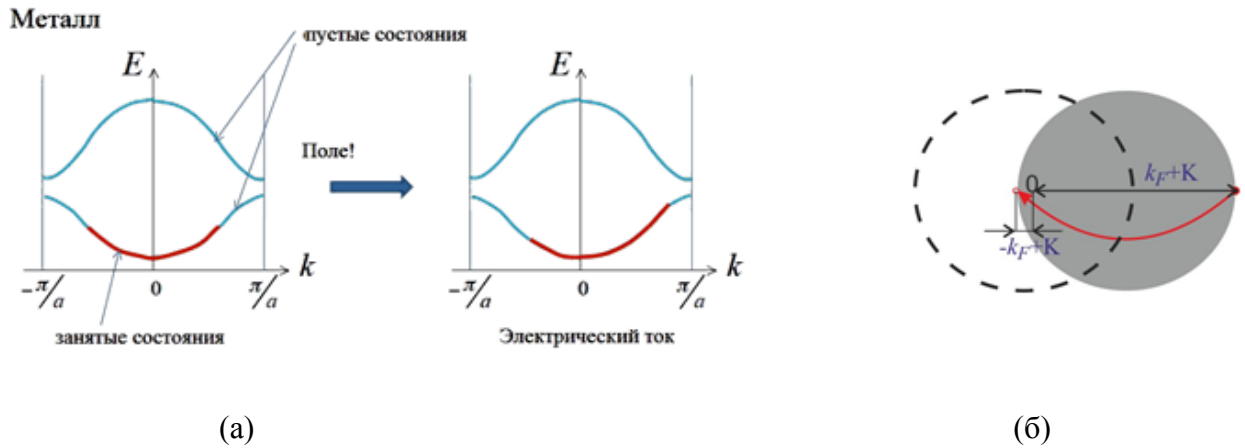 Металл
пустые состояния
E
E
Поле!
0
k_F+K
-k_F+K
k
k
-π/a
0
π/a
-π/a
0
π/a
занятые состояния
Электрический ток
(а)
(б)